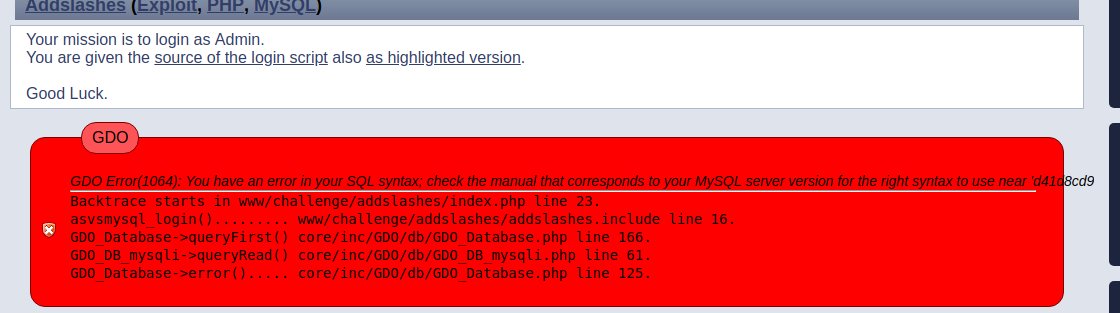 Addslashes (Exploit, PHP, MySQL)
Your mission is to login as Admin.
You are given the source of the login script also as highlighted version.
Good Luck.
GDO
GDO Error(1064): You have an error in your SQL syntax; check the manual that corresponds to your MySQL server version for the right syntax to use near 'd41d8cd9
Backtrace starts in www/challenge/addslashes/index.php line 23.
asvsmysql_login()......... www/challenge/addslashes/addslashes.include line 16.
GDO_Database->queryFirst() core/inc/GDO/db/GDO_Database.php line 166.
GDO_DB_mysqli->queryRead() core/inc/GDO/db/GDO_DB_mysqli.php line 61.
GDO_Database->error()..... core/inc/GDO/db/GDO_Database.php line 125.